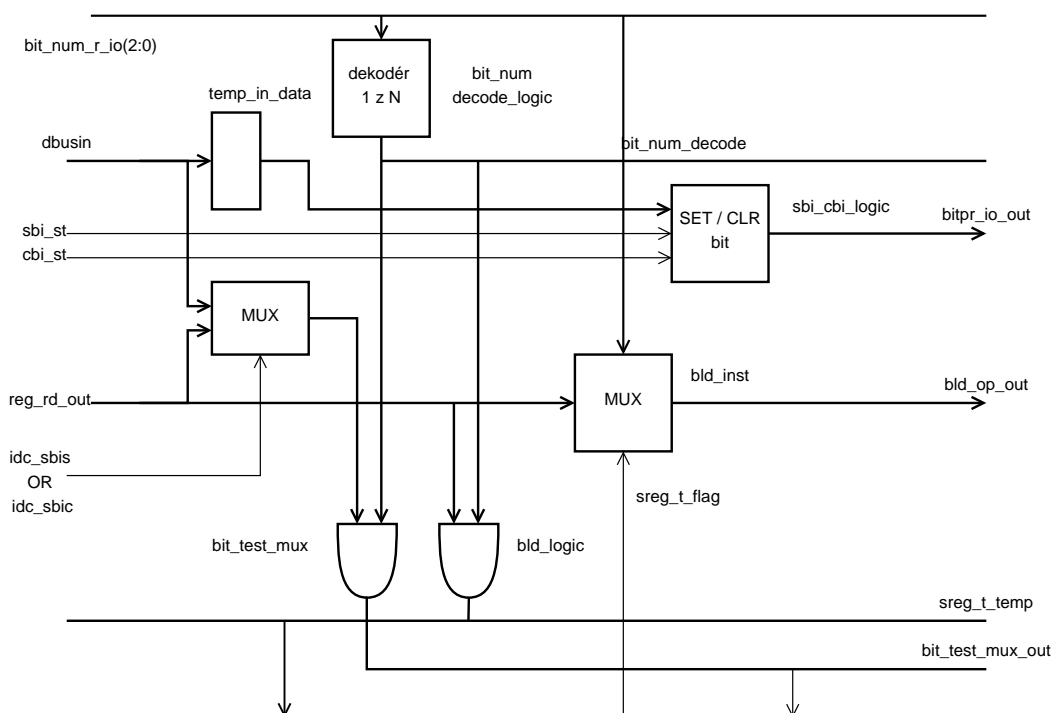 bit_num_r_io(2:0)
dekodér
1 z N
bit_num
decode_logic
temp_in_data
dbusin
bit_num_decode
SET / CLR
bit
sbi_cbi_logic
bitpr_io_out
sbi_st
cbi_st
MUX
reg_rd_out
MUX
bld_inst
bld_op_out
idc_sbis
OR
idc_sbic
sreg_t_flag
bit_test_mux
bld_logic
sreg_t_temp
bit_test_mux_out